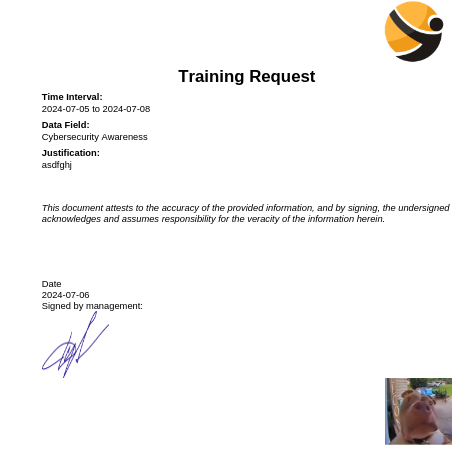 Training Request
Time Interval:
2024-07-05 to 2024-07-08
Data Field:
Cybersecurity Awareness
Justification:
asdfghj
This document attests to the accuracy of the provided information, and by signing, the undersigned
acknowledges and assumes responsibility for the veracity of the information herein.
Date
2024-07-06
Signed by management: